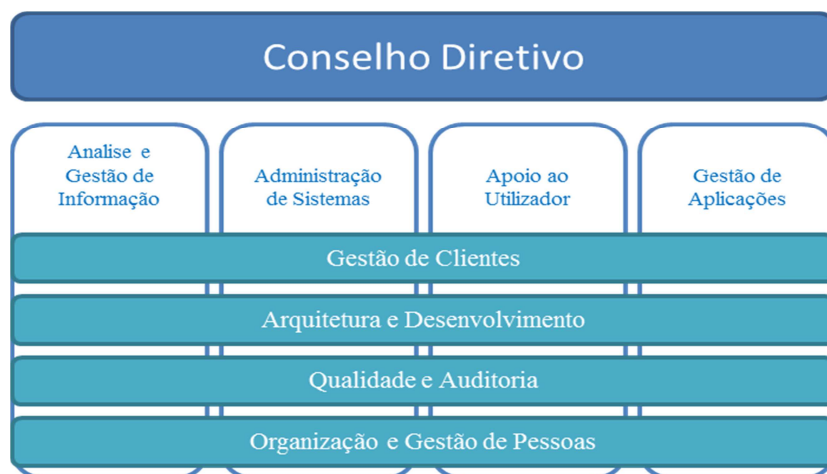 Conselho Diretivo
Analise e
Gestão de
Informação
Administração
de Sistemas
Apoio ao
Utilizador
Gestão de
Aplicações
Gestão de Clientes
Arquitetura e Desenvolvimento
Qualidade e Auditoria
Organização e Gestão de Pessoas